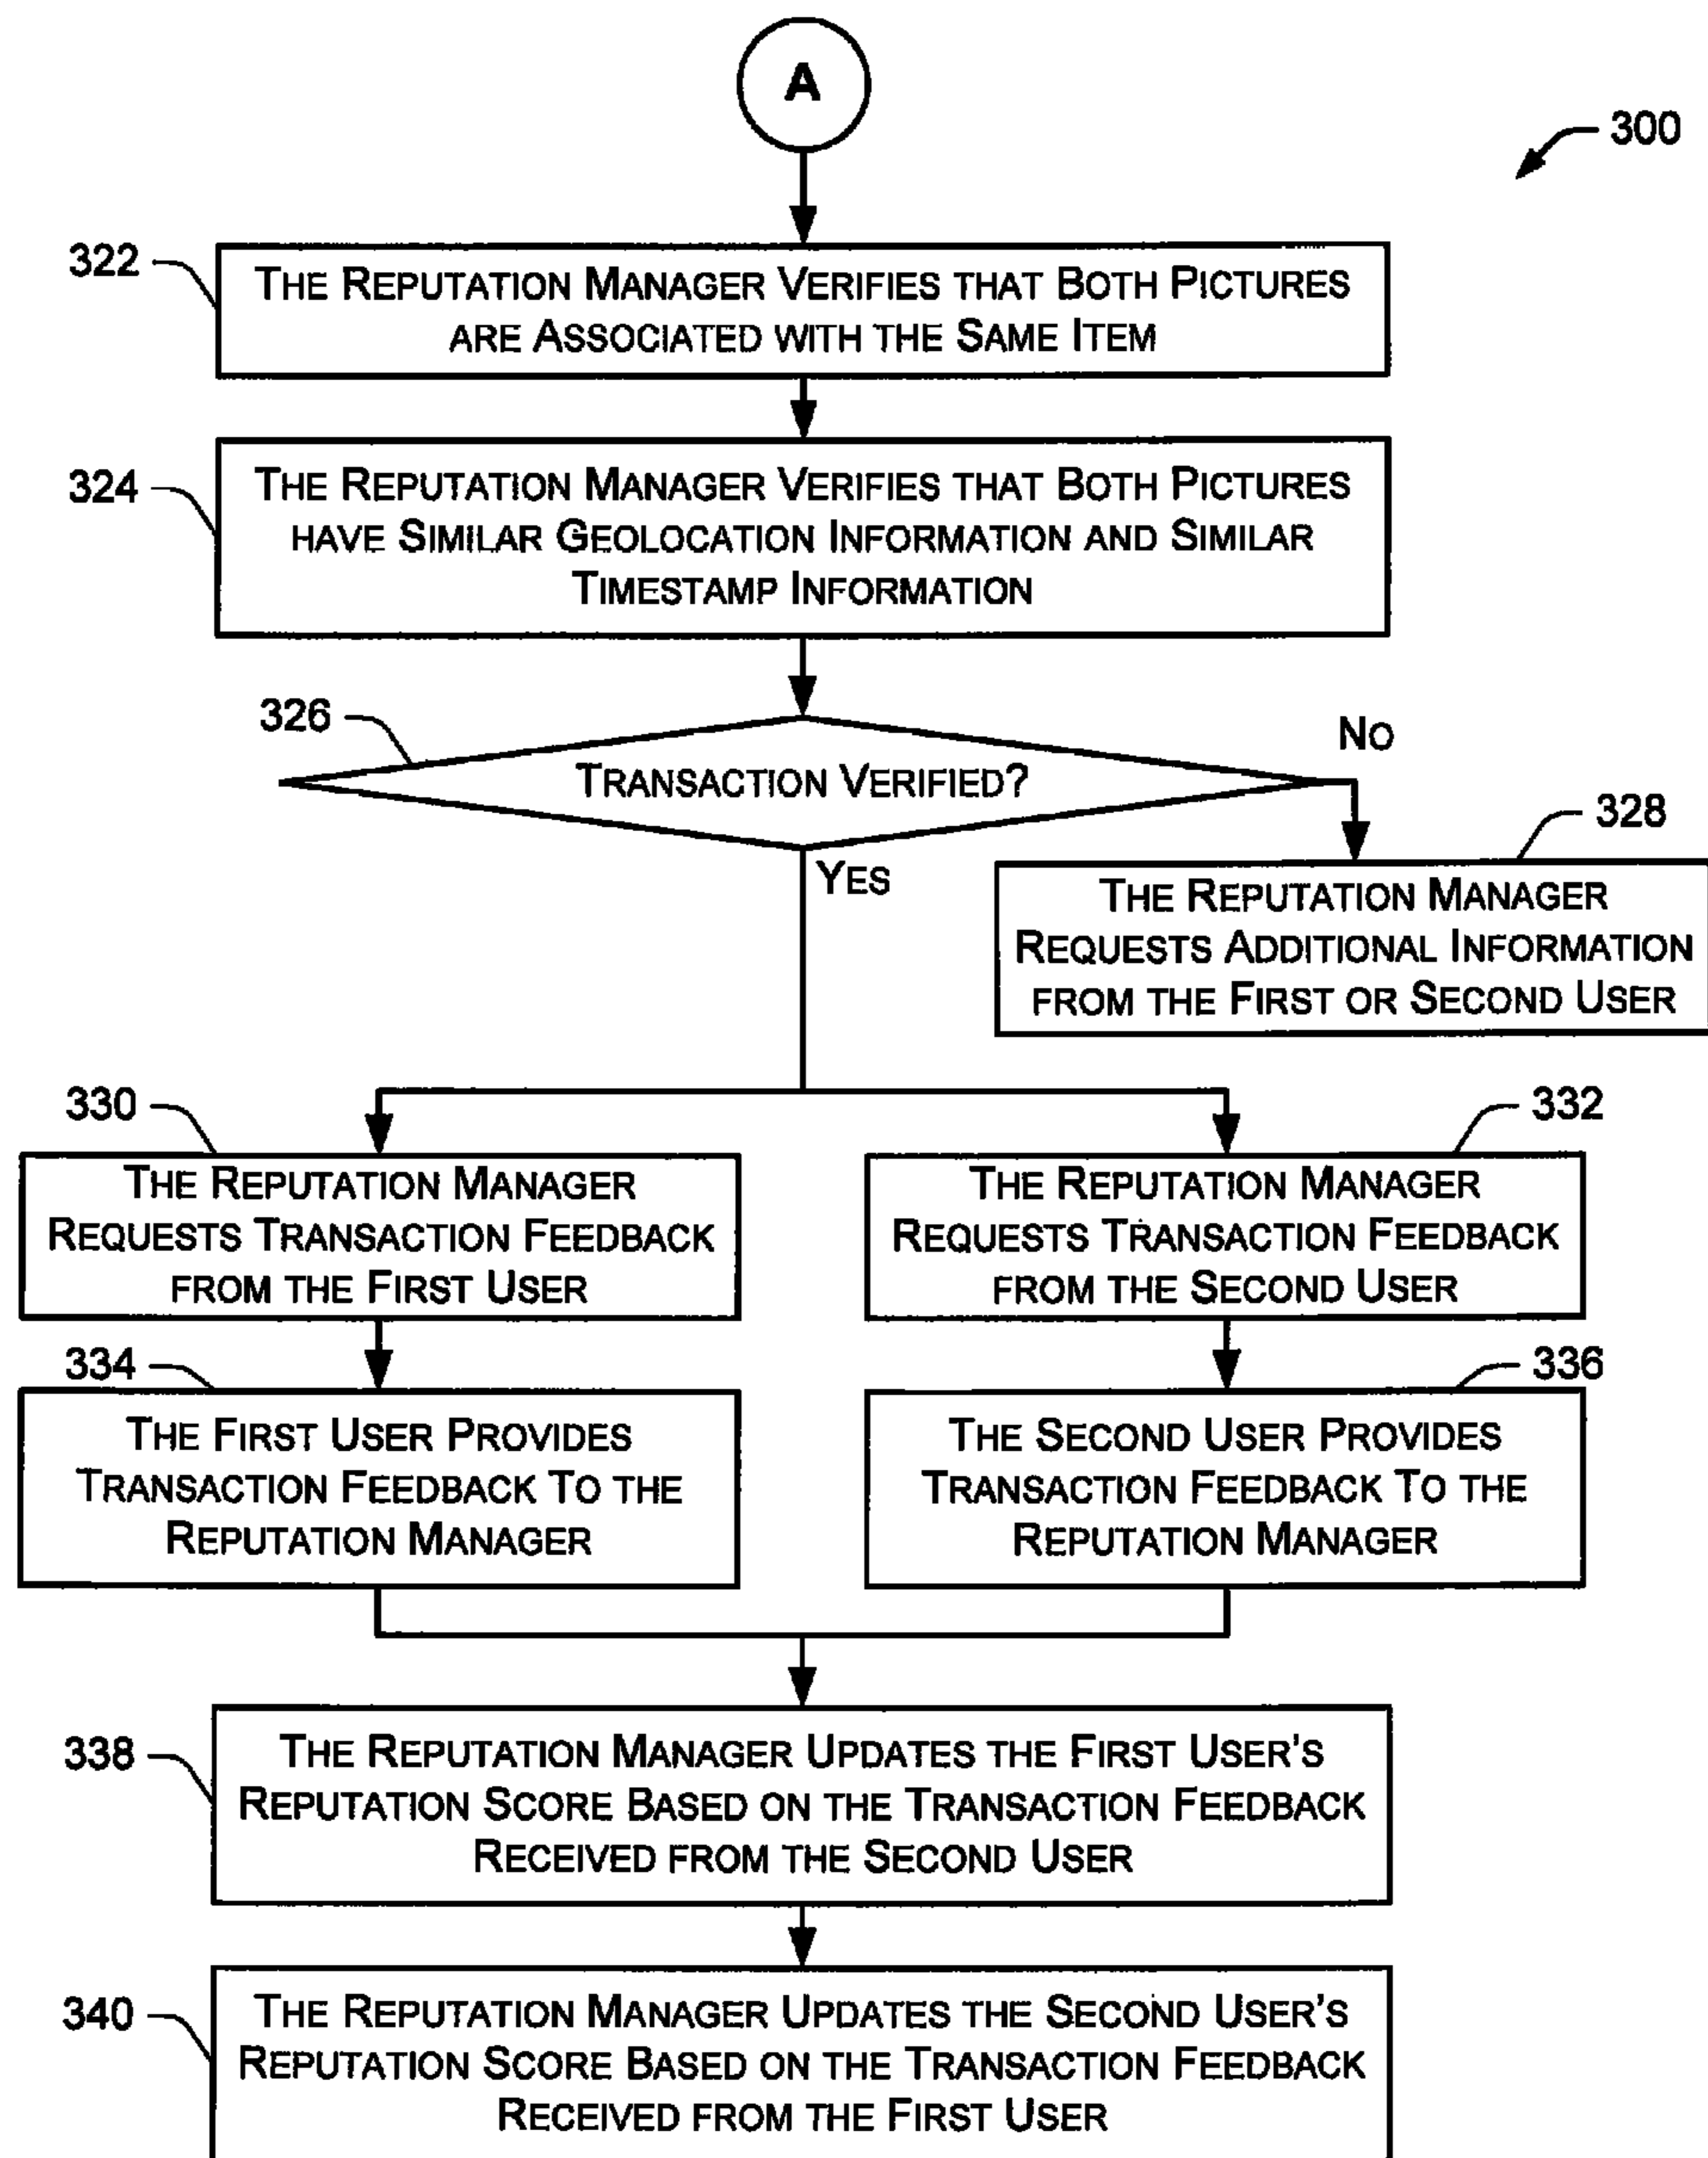 A
300
322
THE REPUTATION MANAGER VERIFIES THAT BOTH PICTURES
ARE ASSOCIATED WITH THE SAME ITEM
324
THE REPUTATION MANAGER VERIFIES THAT BOTH PICTURES
HAVE SIMILAR GEOLOCATION INFORMATION AND SIMILAR
TIMESTAMP INFORMATION
326
TRANSACTION VERIFIED?
NO
YES
328
THE REPUTATION MANAGER
REQUESTS ADDITIONAL INFORMATION
FROM THE FIRST OR SECOND USER
330
THE REPUTATION MANAGER
REQUESTS TRANSACTION FEEDBACK
FROM THE FIRST USER
332
THE REPUTATION MANAGER
REQUESTS TRANSACTION FEEDBACK
FROM THE SECOND USER
334
THE FIRST USER PROVIDES
TRANSACTION FEEDBACK TO THE
REPUTATION MANAGER
336
THE SECOND USER PROVIDES
TRANSACTION FEEDBACK TO THE
REPUTATION MANAGER
338
THE REPUTATION MANAGER UPDATES THE FIRST USER'S
REPUTATION SCORE BASED ON THE TRANSACTION FEEDBACK
RECEIVED FROM THE SECOND USER
340
THE REPUTATION MANAGER UPDATES THE SECOND USER'S
REPUTATION SCORE BASED ON THE TRANSACTION FEEDBACK
RECEIVED FROM THE FIRST USER